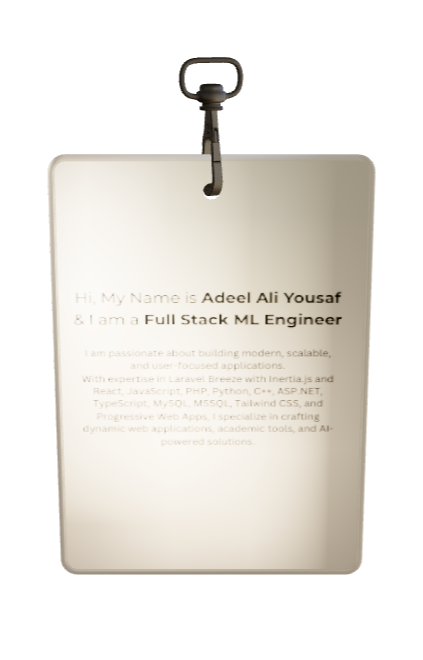 Hi, My Name is Adeel Ali Yousaf
& I am a Full Stack ML Engineer
I am passionate about building modern, scalable,
and user-focused applications.
With expertise in Laravel Breeze with Inertia.js and
React, JavaScript, PHP, Python, C++, ASP.NET,
TypeScript, MySQL, MSSQL, Tailwind CSS, and
Progressive Web Apps, I specialize in crafting
dynamic web applications, academic tools, and AI-
powered solutions.